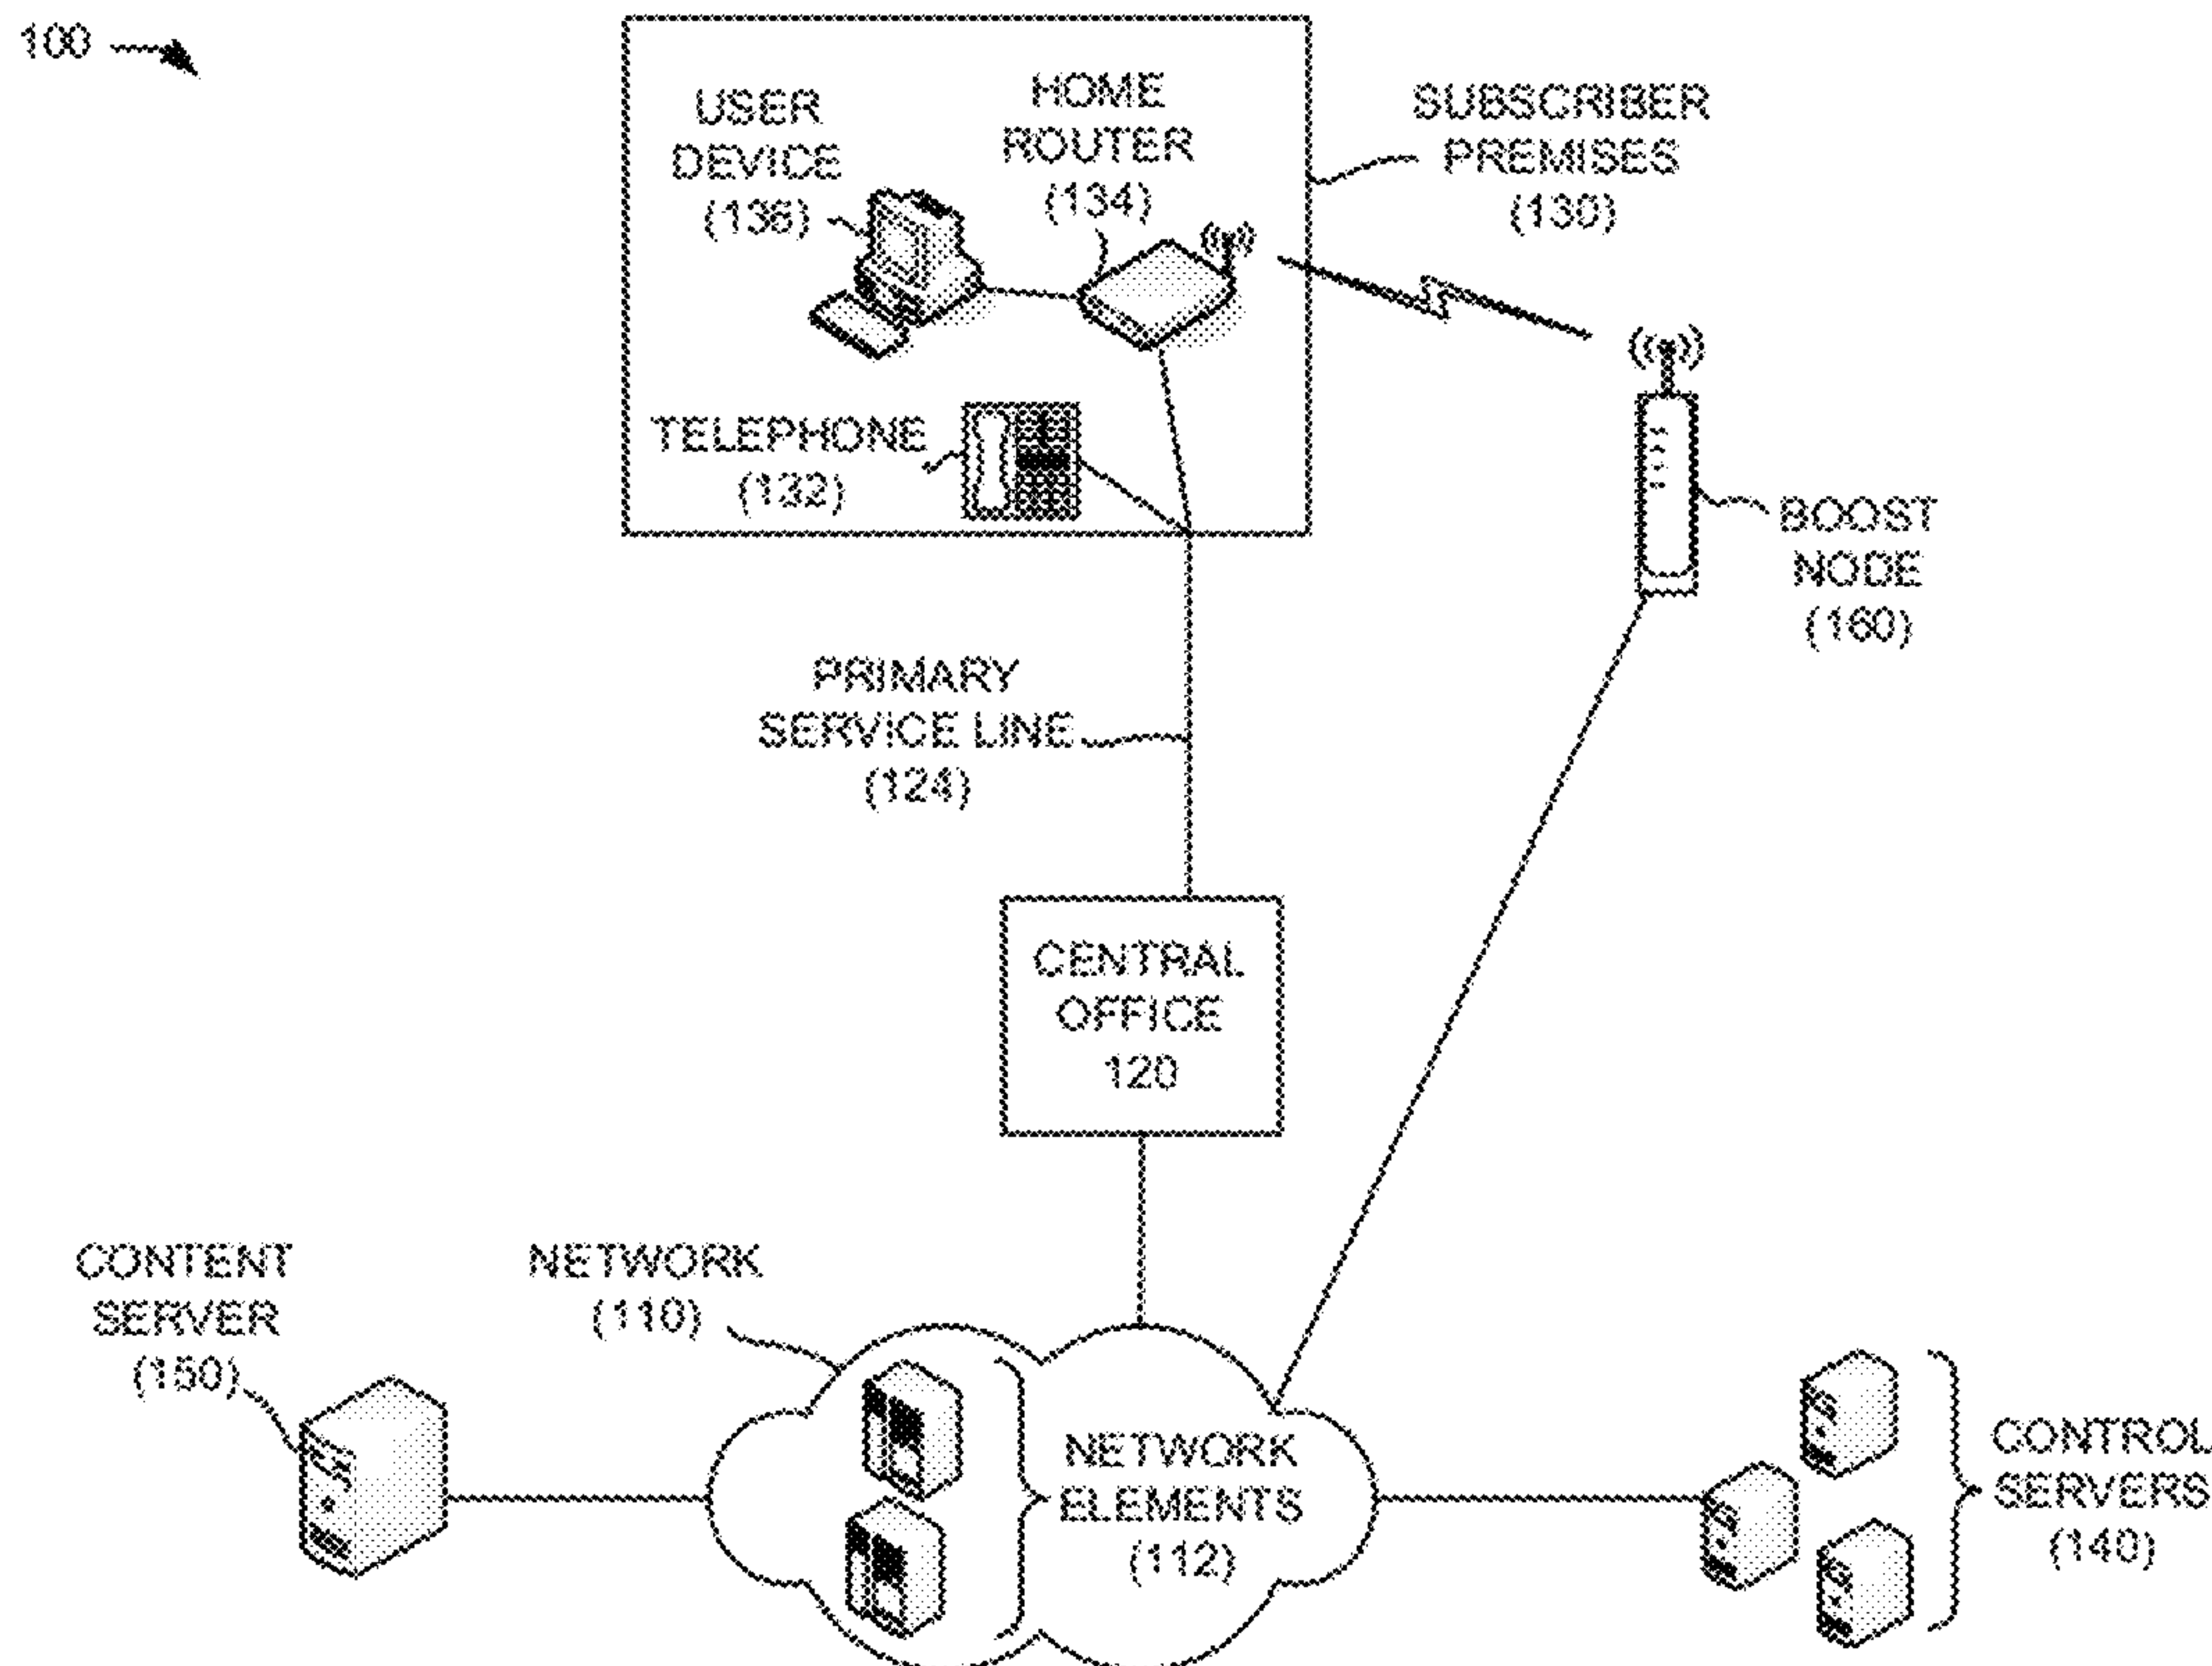 100
USER
DEVICE
(136)
HOME
ROUTER
(134)
SUBSCRIBER
PREMISES
(130)
TELEPHONE
(132)
BOOST
NODE
(160)
PRIMARY
SERVICE LINE
(124)
CENTRAL
OFFICE
120
CONTENT
SERVER
(150)
NETWORK
(110)
NETWORK
ELEMENTS
(112)
CONTROL
SERVERS
(140)